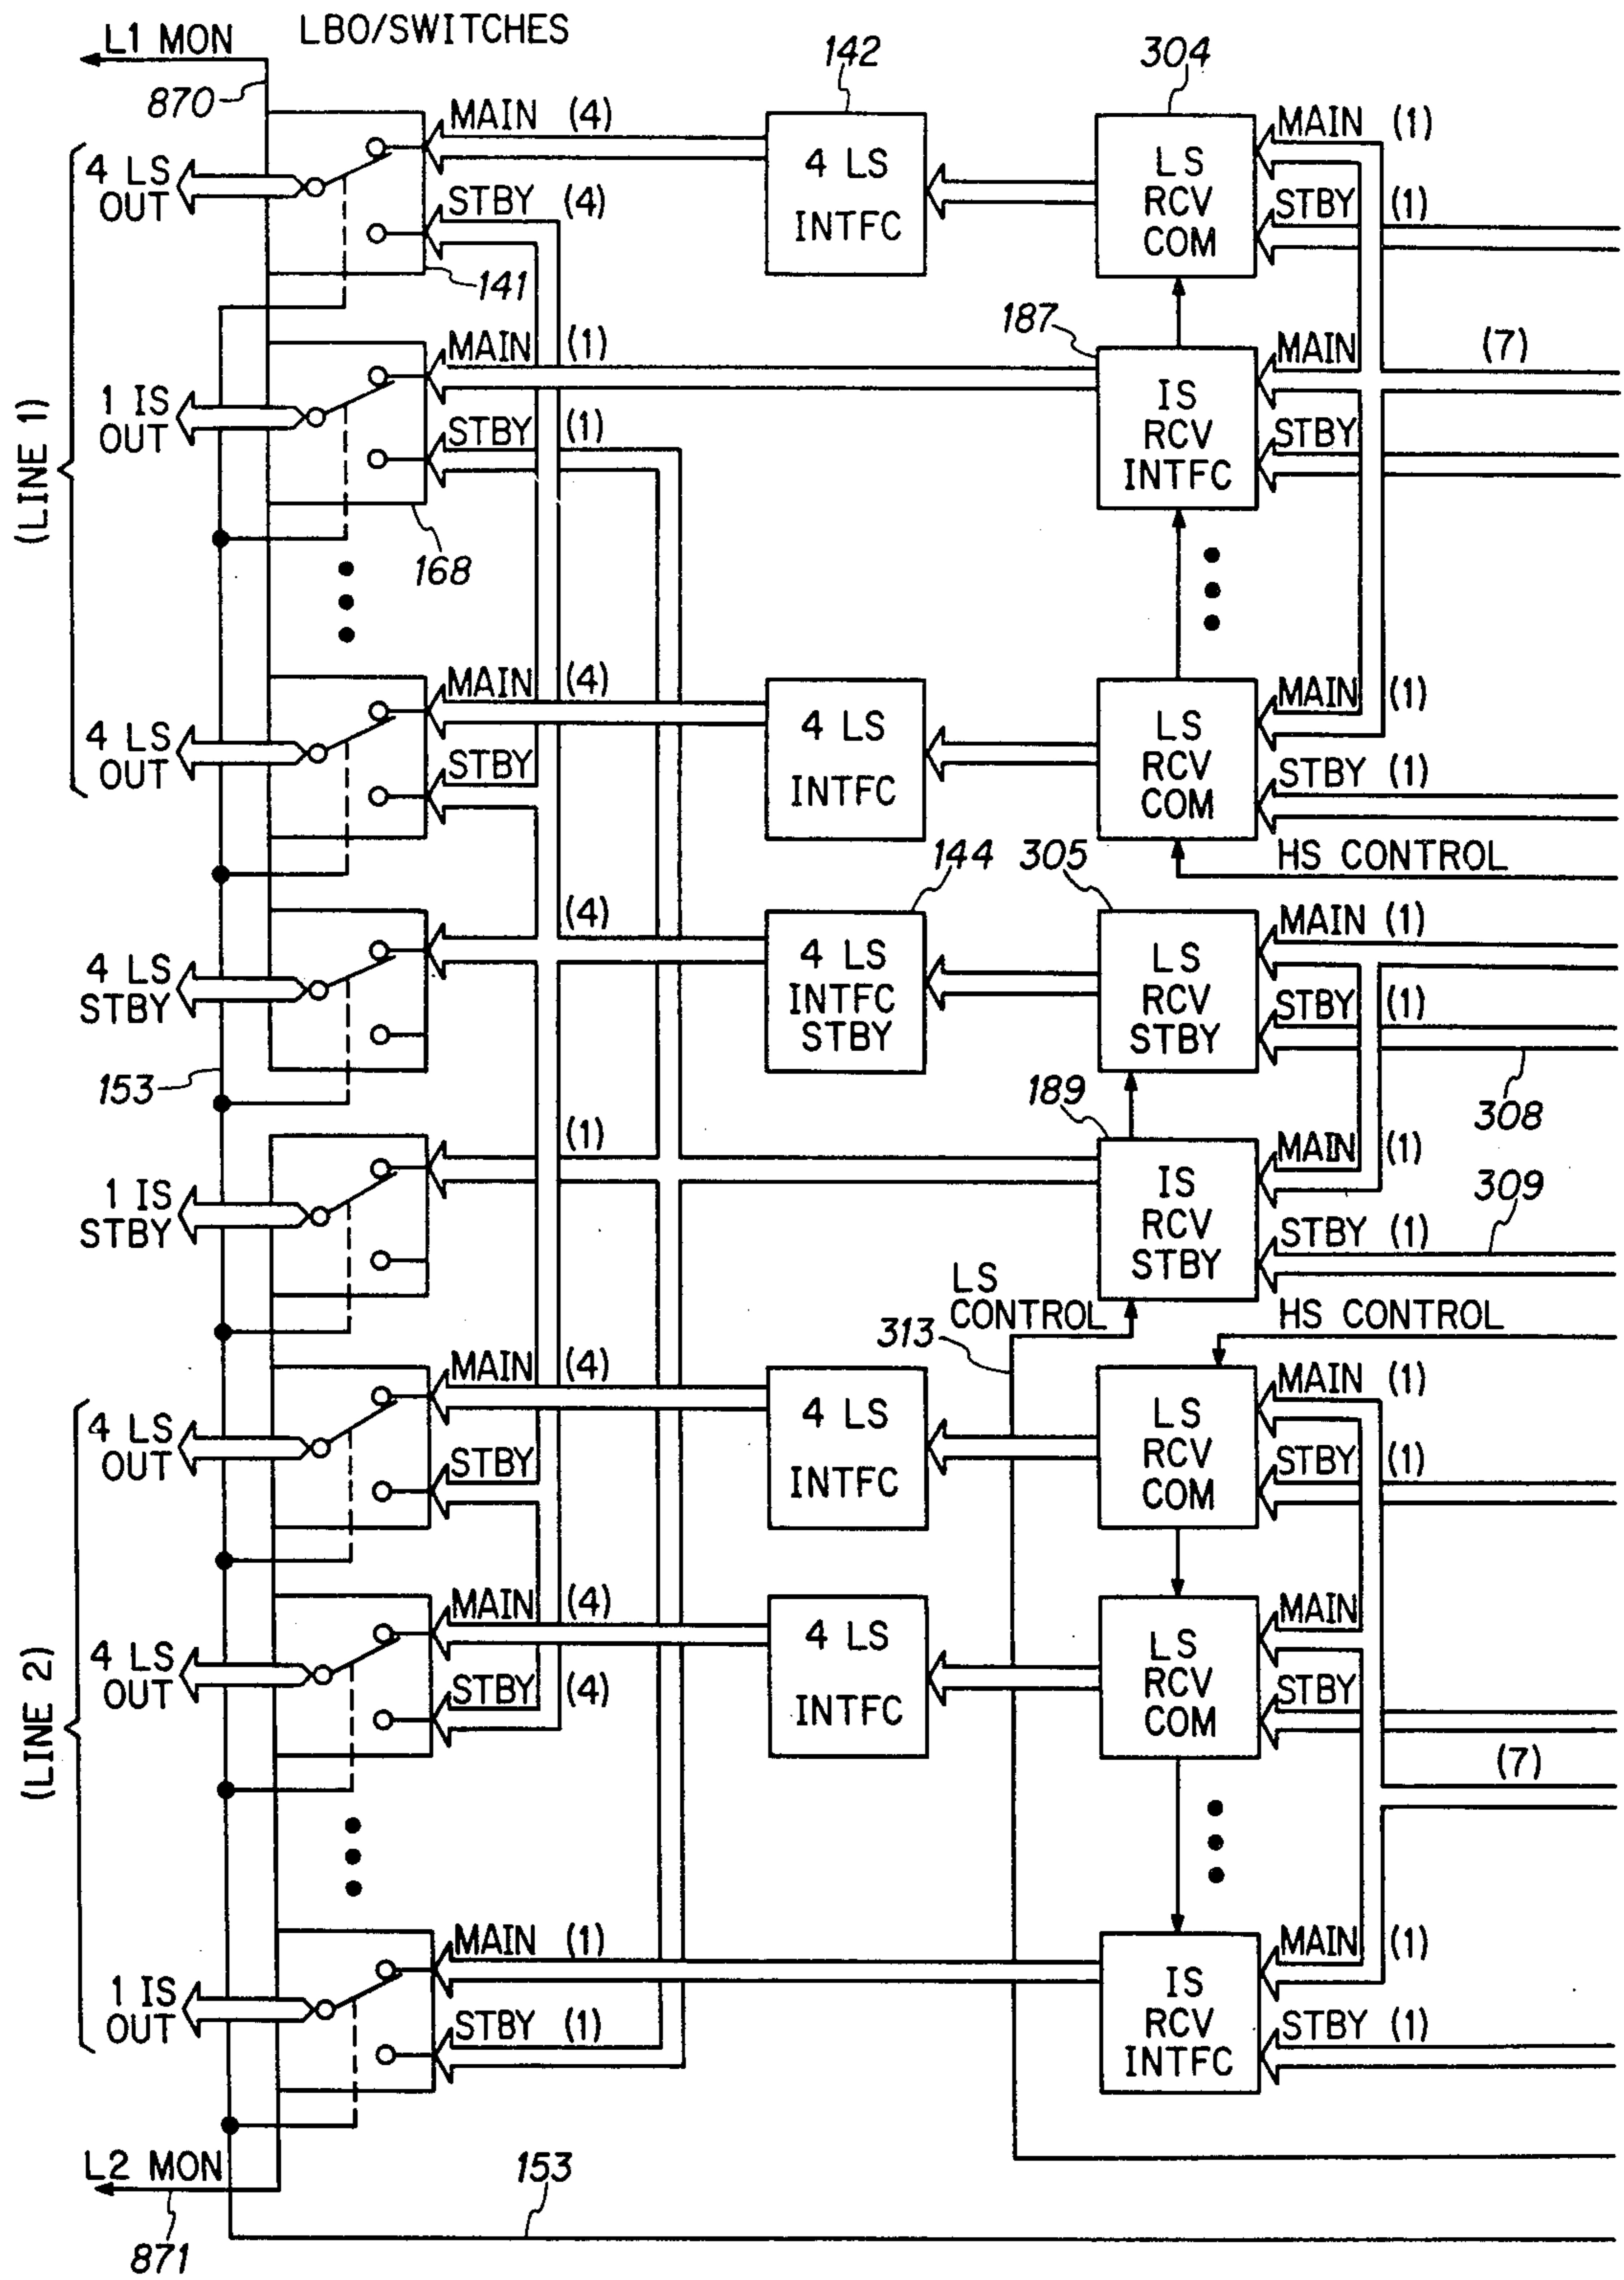 L1 MON
LBO/SWITCHES
870
142
304
MAIN (4)
MAIN (1)
4 LS
OUT
4 LS
INTFC
LS
RCV
COM
STBY (4)
STBY (1)
141
187
MAIN (1)
MAIN
(7)
(LINE 1)
1 IS
OUT
IS
RCV
INTFC
STBY (1)
STBY
168
MAIN (4)
MAIN (1)
4 LS
OUT
4 LS
INTFC
LS
RCV
COM
STBY
STBY (1)
HS CONTROL
144
305
(4)
MAIN (1)
4 LS
STBY
4 LS
INTFC
STBY
LS
RCV
STBY
STBY (1)
153
189
308
(1)
MAIN (1)
1 IS
STBY
IS
RCV
STBY
309
STBY (1)
LS
CONTROL
HS CONTROL
313
MAIN (4)
MAIN (1)
4 LS
OUT
4 LS
INTFC
LS
RCV
COM
STBY
STBY (1)
MAIN (4)
MAIN
(LINE 2)
4 LS
OUT
4 LS
INTFC
LS
RCV
COM
STBY (4)
STBY
(7)
MAIN (1)
MAIN (1)
1 IS
OUT
IS
RCV
INTFC
STBY (1)
STBY (1)
L2 MON
153
871